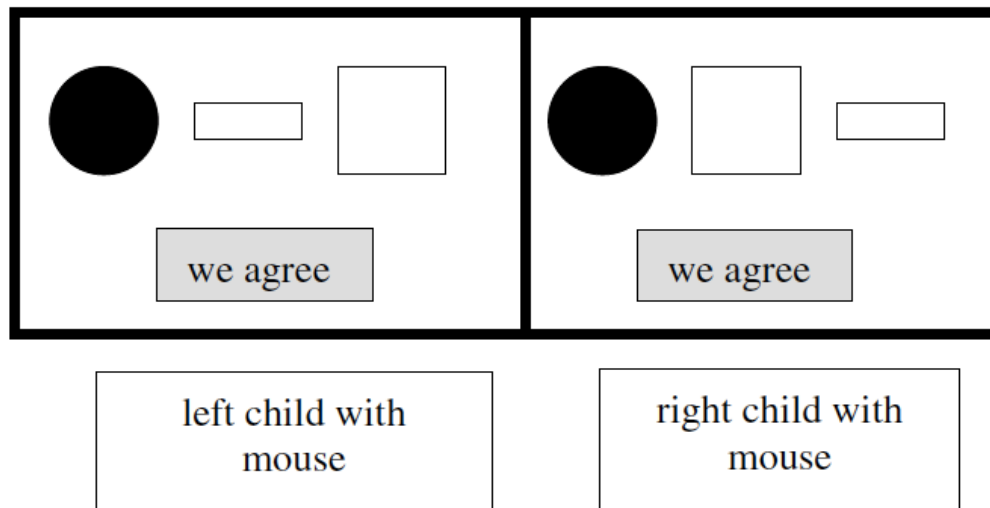 we agree
we agree
left child with
mouse
right child with
mouse